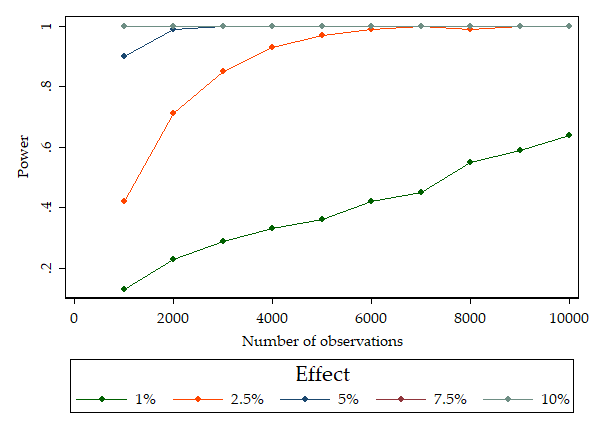 1
.8
.6
.4
.2
Power
0 2000 4000 6000 8000 10000
Number of observations
Effect
1% 2.5% 5% 7.5% 10%